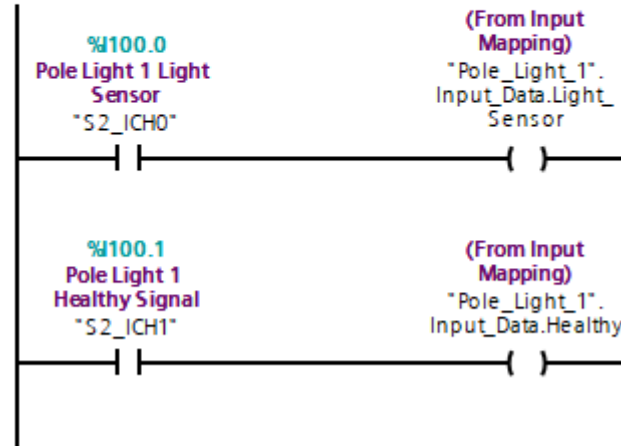 %I100.0
Pole Light 1 Light
Sensor
"S2_ICH0"
(From Input
Mapping)
"Pole_Light_1".
Input_Data.Light_
Sensor
%I100.1
Pole Light 1
Healthy Signal
"S2_ICH1"
(From Input
Mapping)
"Pole_Light_1".
Input_Data.Healthy